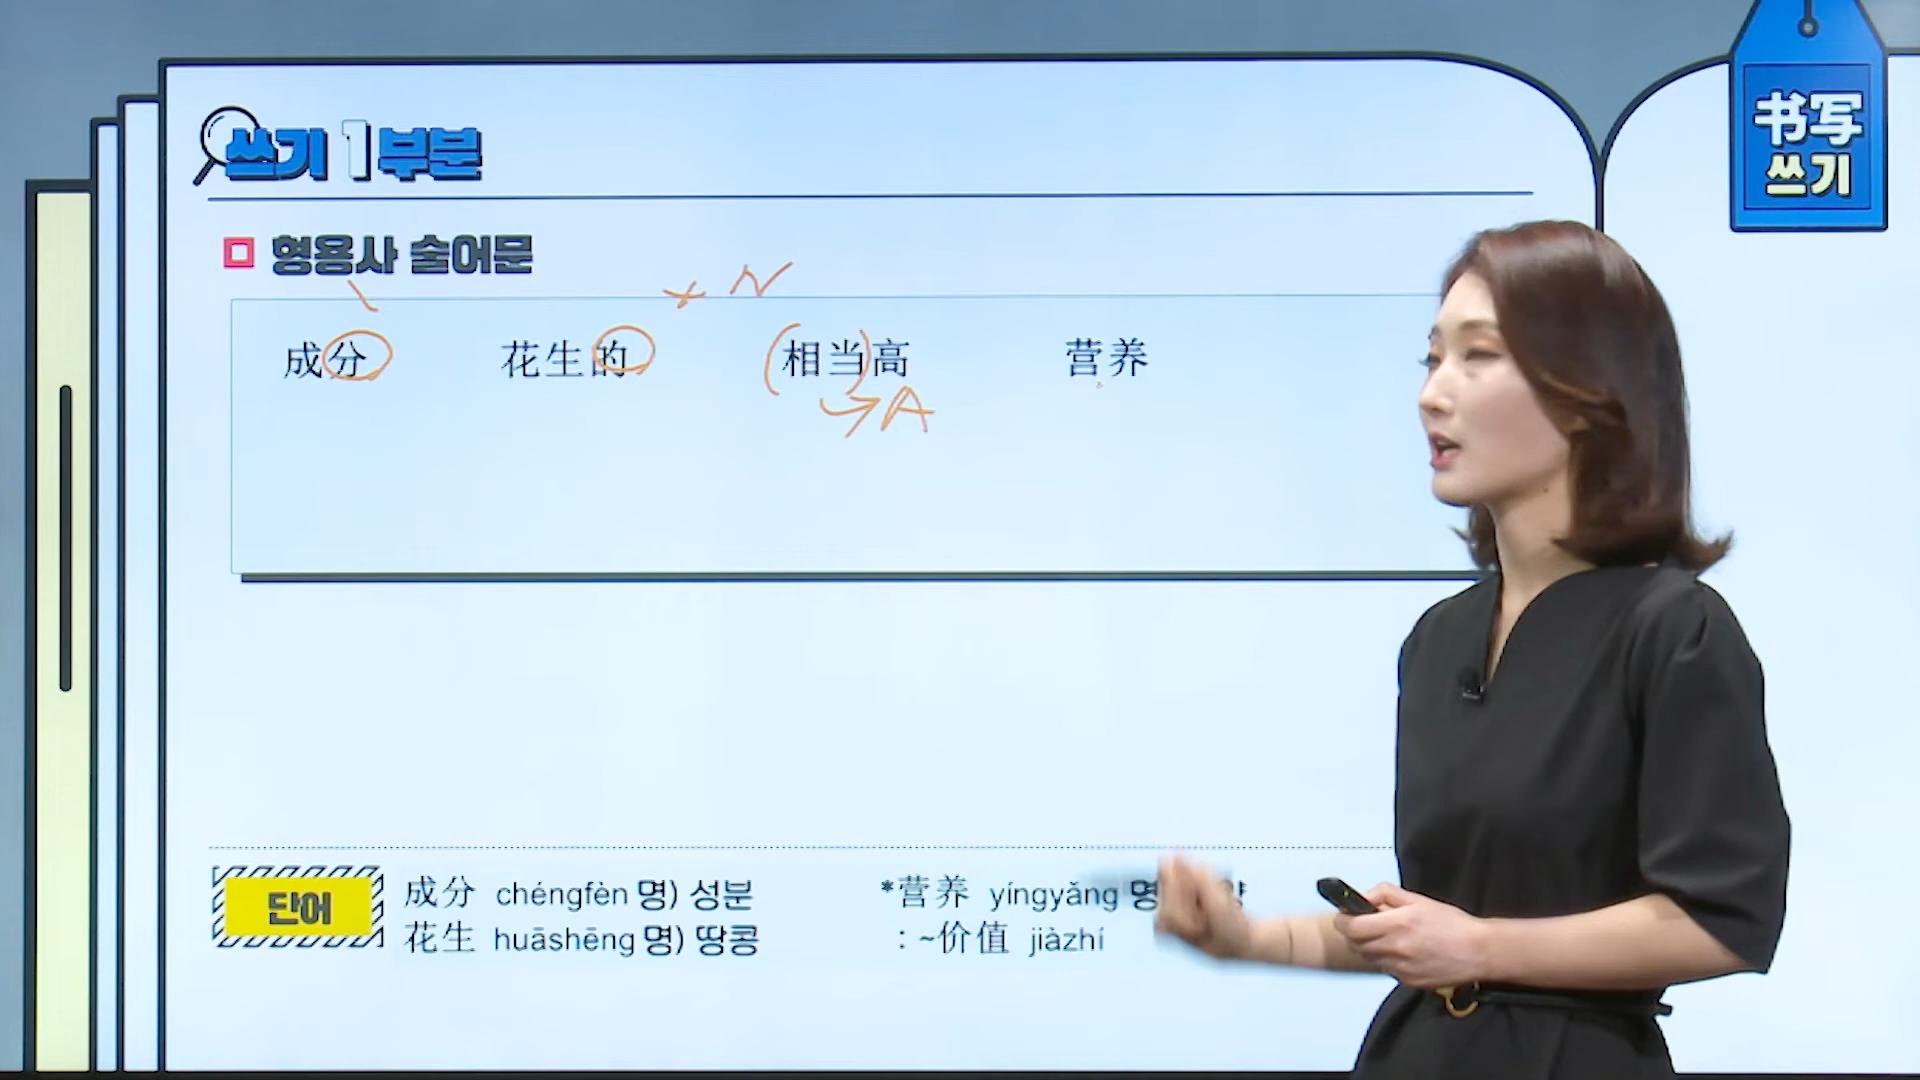 书写
쓰기
쓰기 1부분
형용사 술어문
+ N
成分 花生的 (相当)高 营养
A
단어
成分 chéngfèn 명) 성분 *营养 yíngyǎng 명
花生 huāshēng 명) 땅콩 : ~价值 jiàzhí